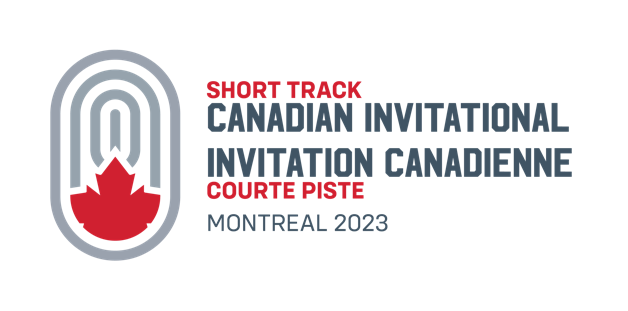 SHORT TRACK
CANADIAN INVITATIONAL
INVITATION CANADIENNE
COURTE PISTE
MONTREAL 2023